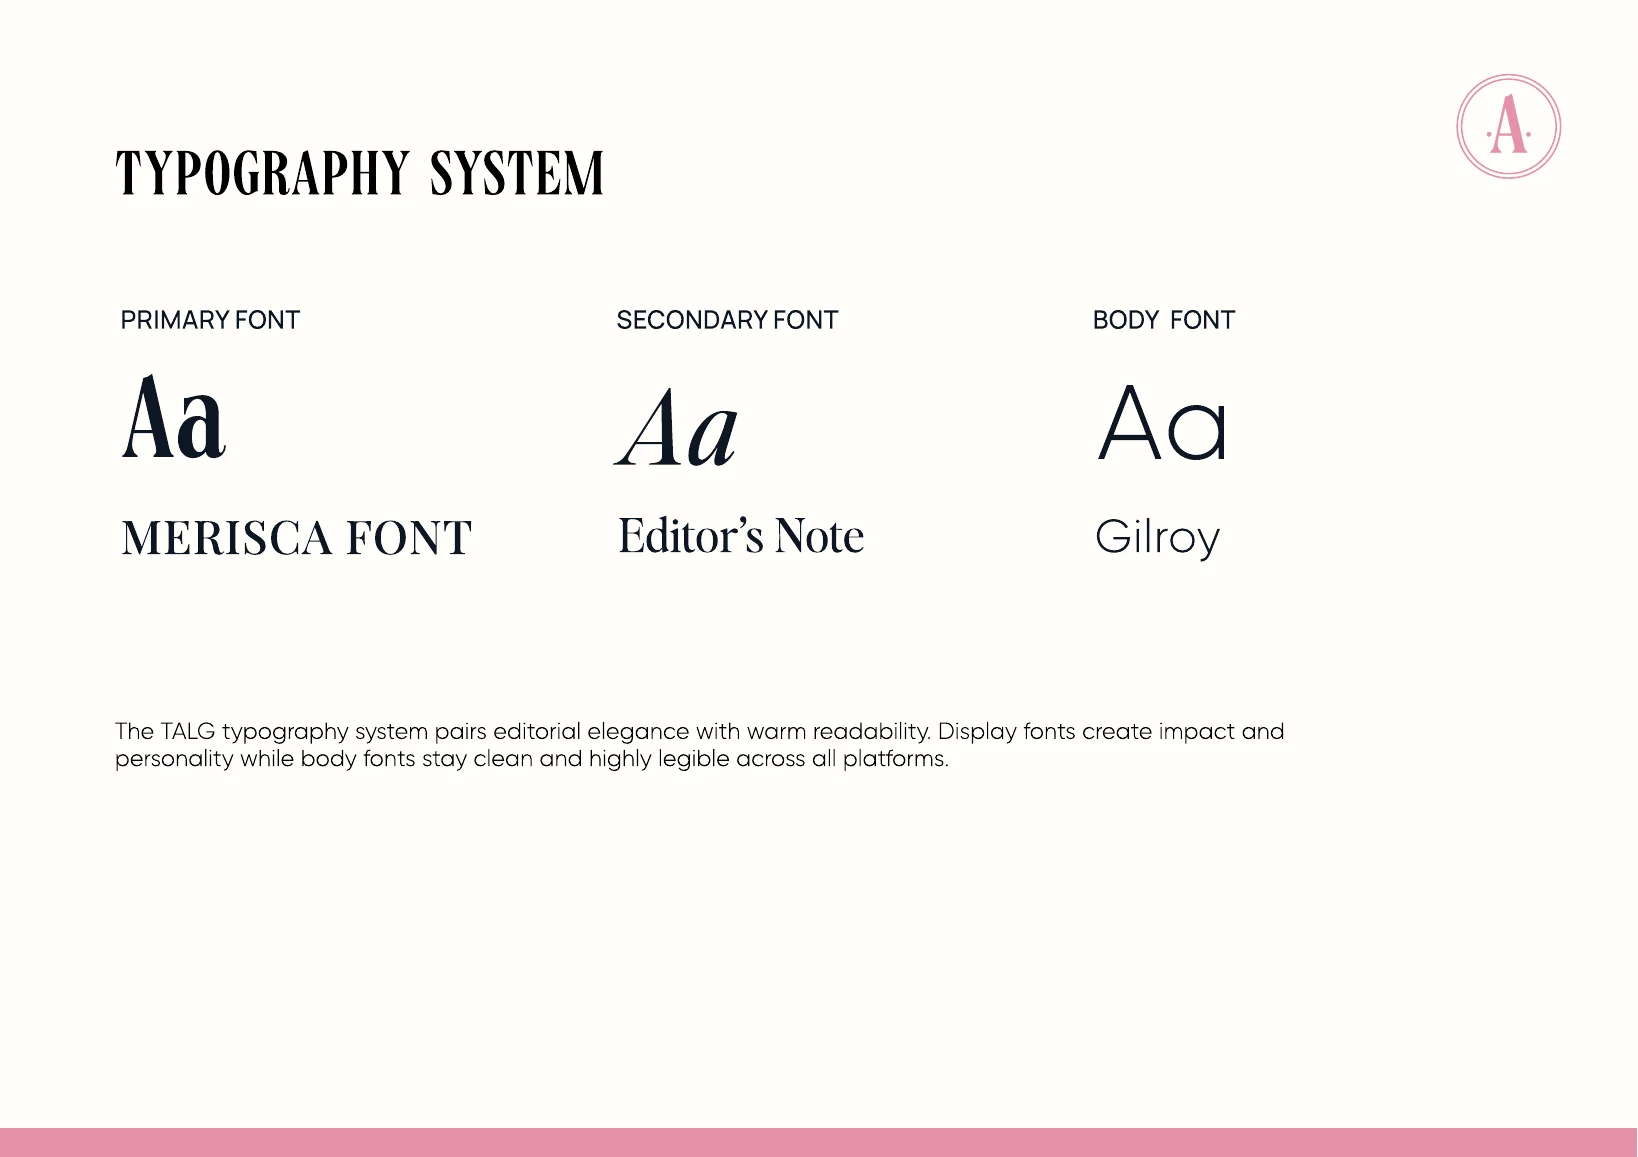 TYPOGRAPHY SYSTEM
·A·
PRIMARY FONT
SECONDARY FONT
BODY FONT
Aa
Aa
Aa
MERISCA FONT
Editor’s Note
Gilroy
The TALG typography system pairs editorial elegance with warm readability. Display fonts create impact and
personality while body fonts stay clean and highly legible across all platforms.